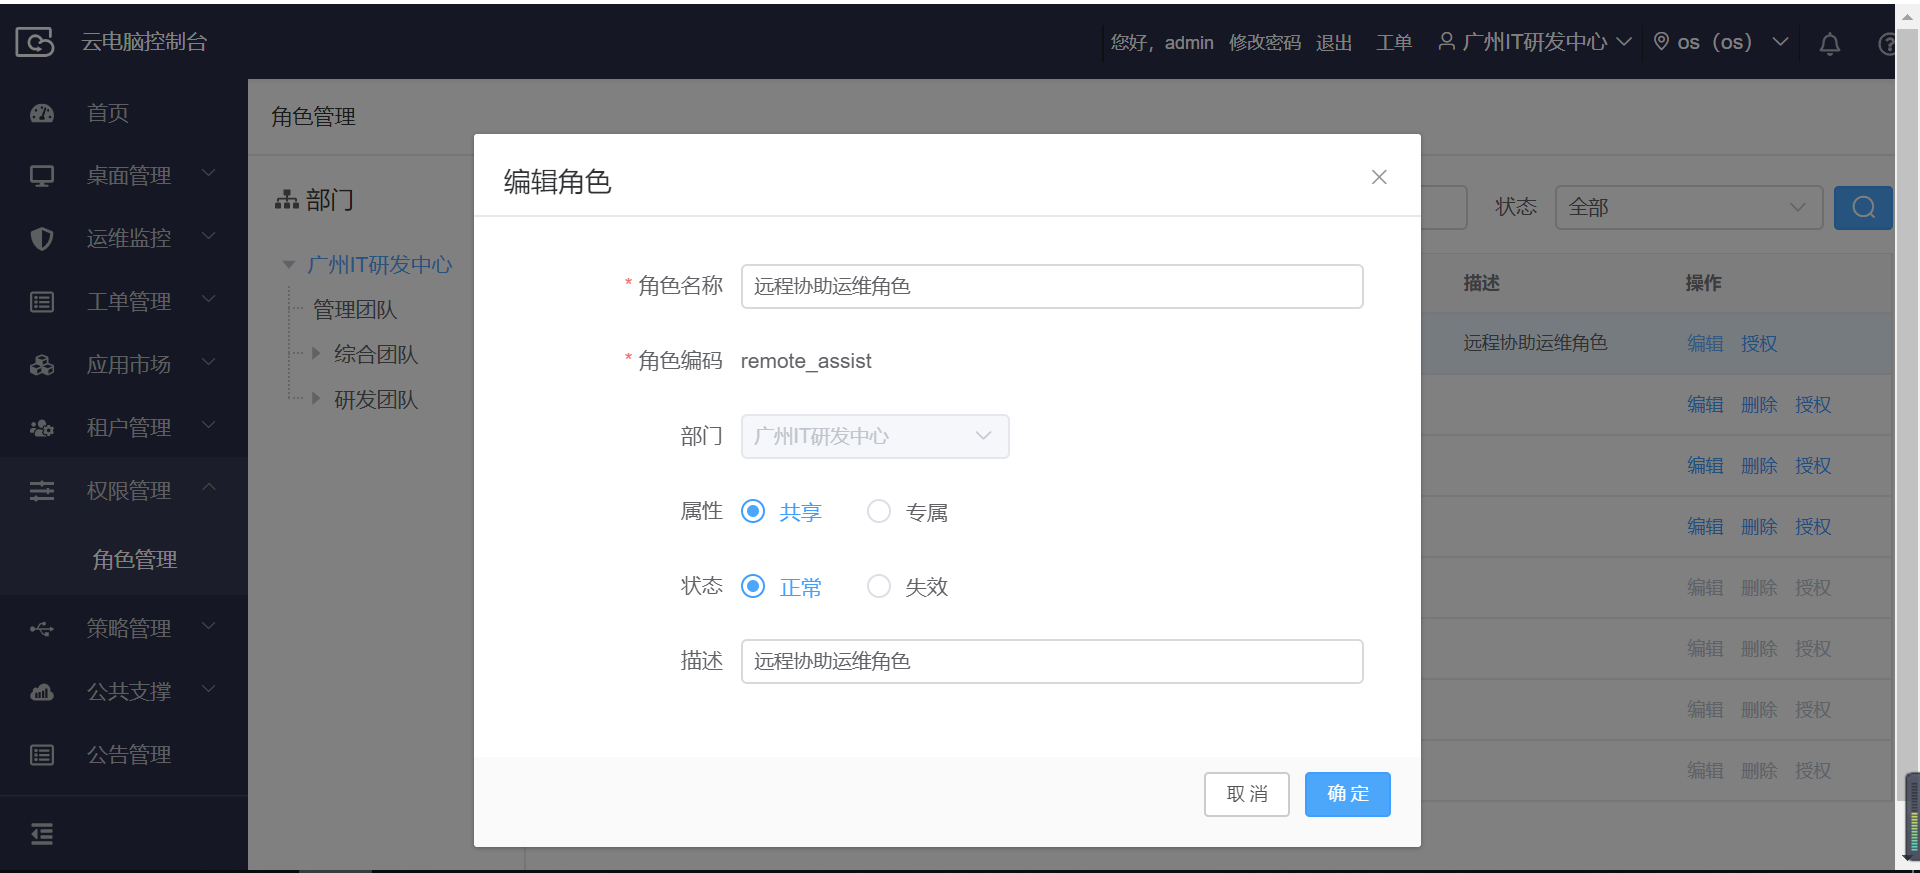 云电脑控制台
您好，admin 修改密码 退出 工单 广州IT研发中心 os（os）
首页
桌面管理
运维监控
工单管理
应用市场
租户管理
权限管理
角色管理
策略管理
公共支撑
公告管理
角色管理
部门
广州IT研发中心
管理团队
综合团队
研发团队
状态 全部
描述 操作
远程协助运维角色 编辑 授权
编辑 删除 授权
编辑 删除 授权
编辑 删除 授权
编辑 删除 授权
编辑 删除 授权
编辑 删除 授权
编辑 删除 授权
编辑角色
* 角色名称 远程协助运维角色
* 角色编码 remote_assist
部门 广州IT研发中心
属性 共享 专属
状态 正常 失效
描述 远程协助运维角色
取消 确定